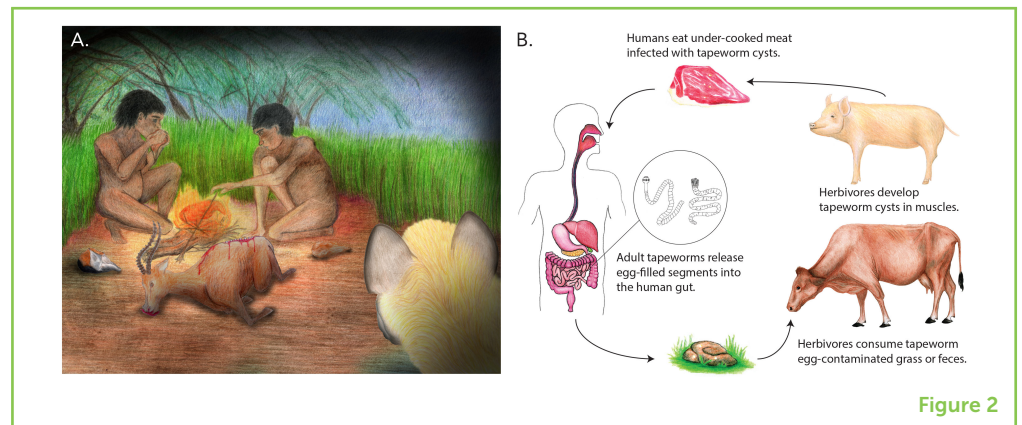 A.
B.
Humans eat under-cooked meat
infected with tapeworm cysts.
Herbivores develop
tapeworm cysts in muscles.
Adult tapeworms release
egg-filled segments into
the human gut.
Herbivores consume tapeworm
egg-contaminated grass or feces.
Figure 2